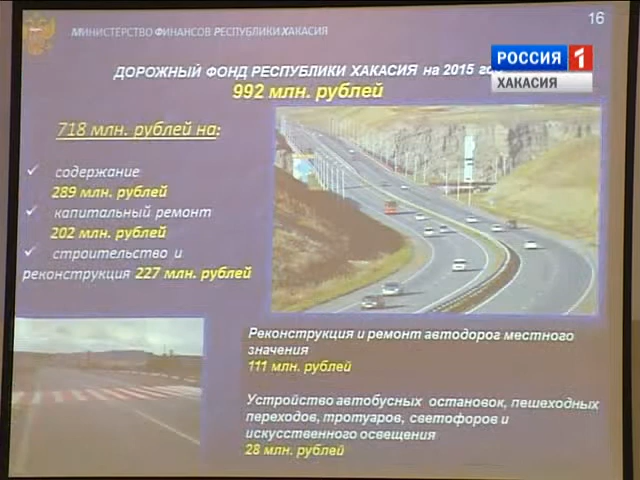 16
МИНИСТЕРСТВО ФИНАНСОВ РЕСПУБЛИКИ ХАКАСИЯ
РОССИЯ 1
ХАКАСИЯ
ДОРОЖНЫЙ ФОНД РЕСПУБЛИКИ ХАКАСИЯ на 2015
992 млн. рублей
718 млн. рублей на:
содержание
289 млн. рублей
капитальный ремонт
202 млн. рублей
строительство и
реконструкция 227 млн. рублей
Реконструкция и ремонт автодорог местного
значения
111 млн. рублей
Устройство автобусных остановок, пешеходных
переходов, тротуаров, светофоров и
искусственного освещения
28 млн. рублей